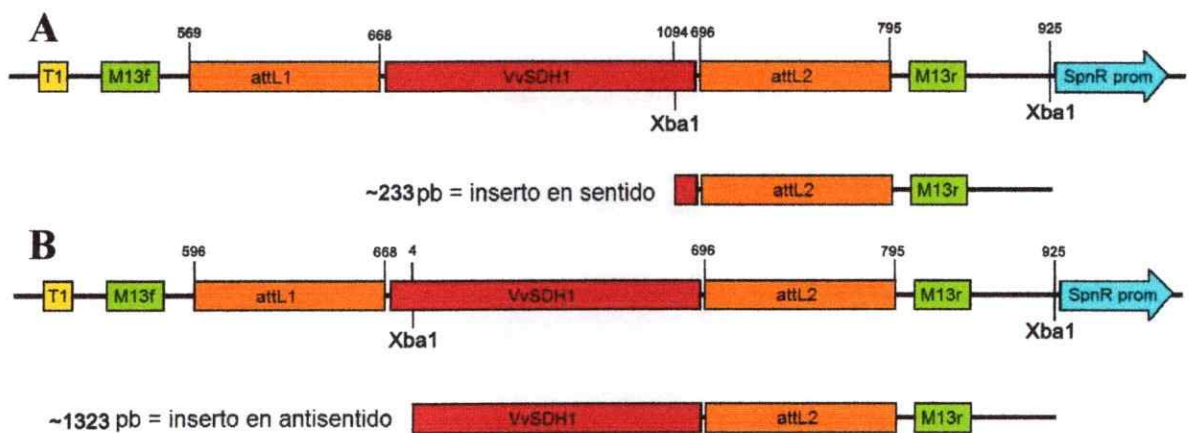 A
569 668 1094 696 795 925
T1 M13f attL1 VvSDH1 attL2 M13r SpnR prom
Xba1 Xba1
~233 pb = inserto en sentido attL2 M13r
B
596 668 4 696 795 925
T1 M13f attL1 VvSDH1 attL2 M13r SpnR prom
Xba1 Xba1
~1323 pb = inserto en antisentido VvSDH1 attL2 M13r